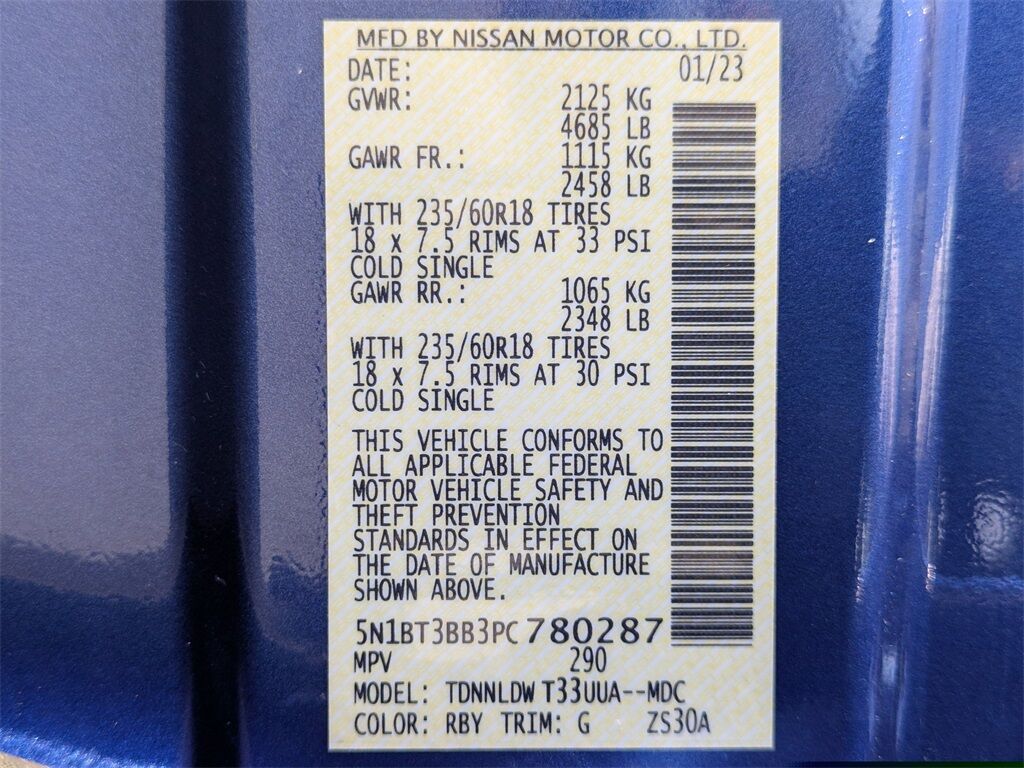 MFD BY NISSAN MOTOR CO., LTD.
DATE: 01/23
GVWR: 2125 KG
4685 LB
GAWR FR.: 1115 KG
2458 LB
WITH 235/60R18 TIRES
18 x 7.5 RIMS AT 33 PSI
COLD SINGLE
GAWR RR.: 1065 KG
2348 LB
WITH 235/60R18 TIRES
18 x 7.5 RIMS AT 30 PSI
COLD SINGLE
THIS VEHICLE CONFORMS TO
ALL APPLICABLE FEDERAL
MOTOR VEHICLE SAFETY AND
THEFT PREVENTION
STANDARDS IN EFFECT ON
THE DATE OF MANUFACTURE
SHOWN ABOVE.
5N1BT3BB3PC 780287
MPV 290
MODEL: TDNNLDW T33UUA--MDC
COLOR: RBY TRIM: G ZS30A